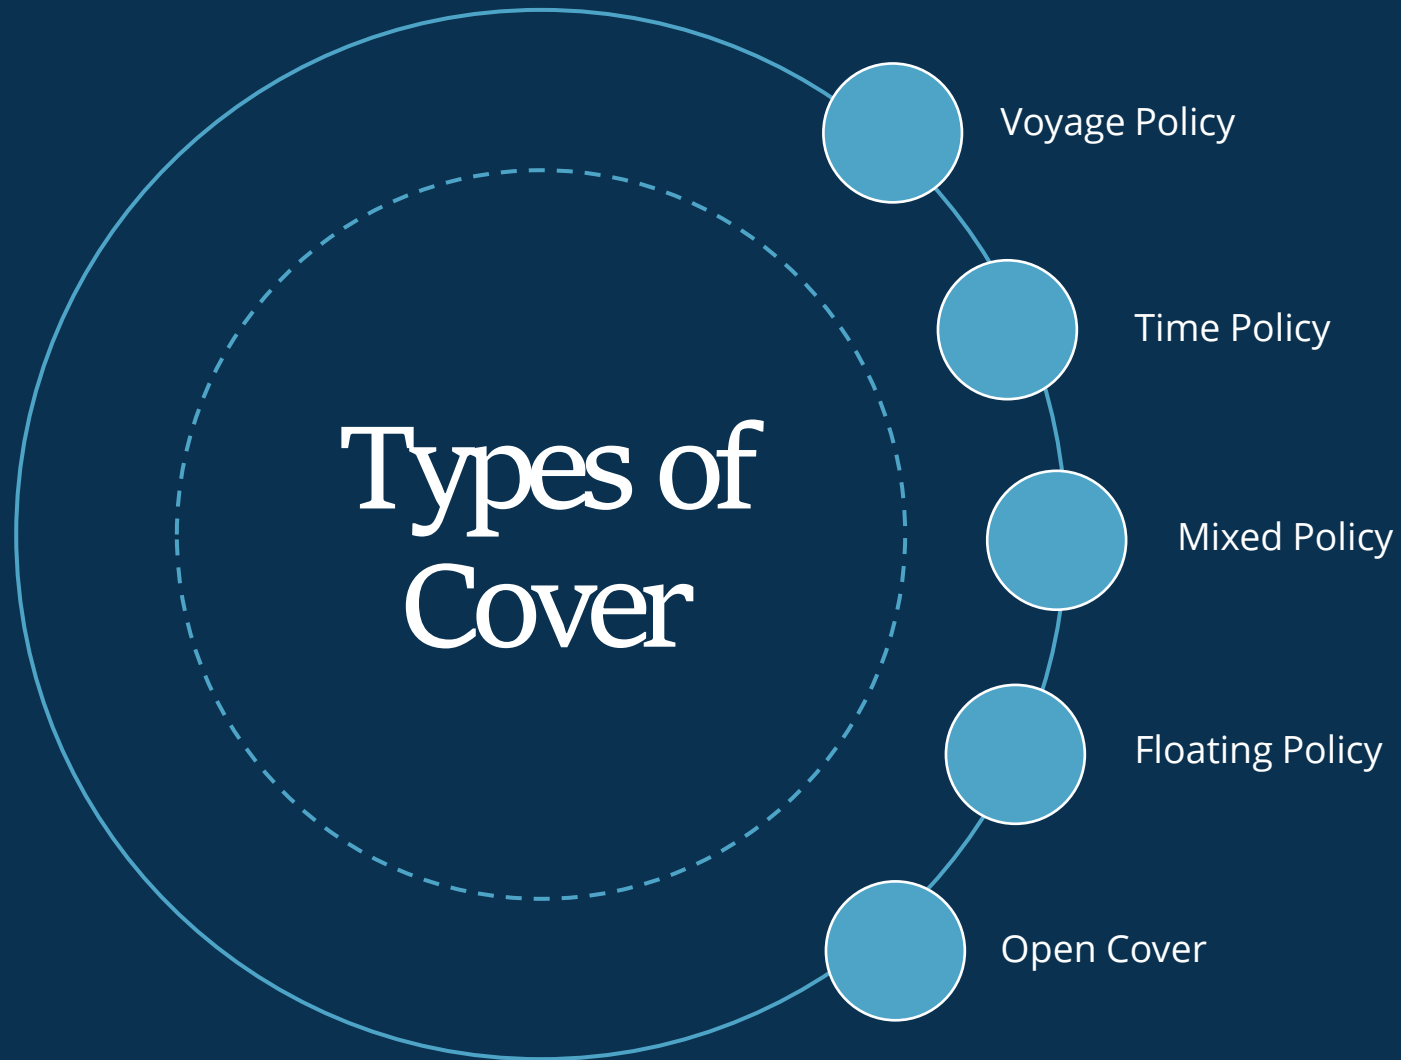 Types of
Cover
Voyage Policy
Time Policy
Mixed Policy
Floating Policy
Open Cover